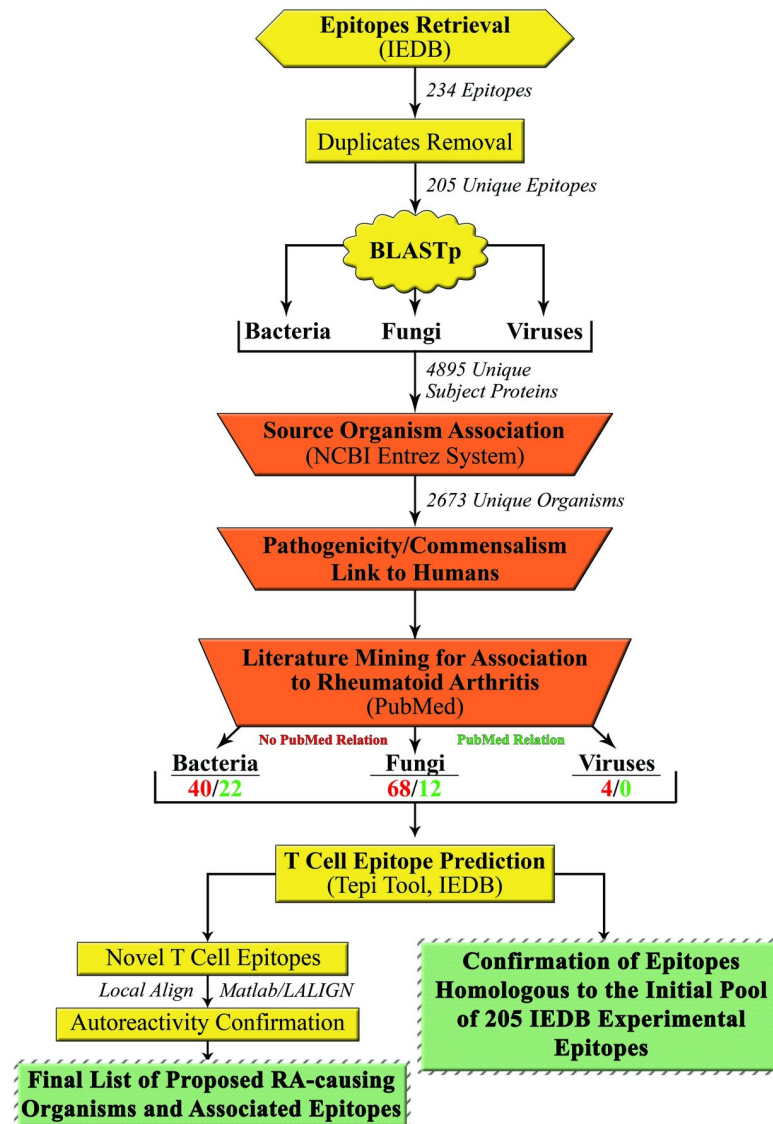 Epitopes Retrieval
(IEDB)
234 Epitopes
Duplicates Removal
205 Unique Epitopes
BLASTp
Bacteria
Fungi
Viruses
4895 Unique
Subject Proteins
Source Organism Association
(NCBI Entrez System)
2673 Unique Organisms
Pathogenicity/Commensalism
Link to Humans
Literature Mining for Association
to Rheumatoid Arthritis
(PubMed)
No PubMed Relation
PubMed Relation
Bacteria
40/22
Fungi
68/12
Viruses
4/0
T Cell Epitope Prediction
(Tepi Tool, IEDB)
Novel T Cell Epitopes
Local Align
Matlab/LALIGN
Autoreactivity Confirmation
Final List of Proposed RA-causing
Organisms and Associated Epitopes
Confirmation of Epitopes
Homologous to the Initial Pool
of 205 IEDB Experimental
Epitopes